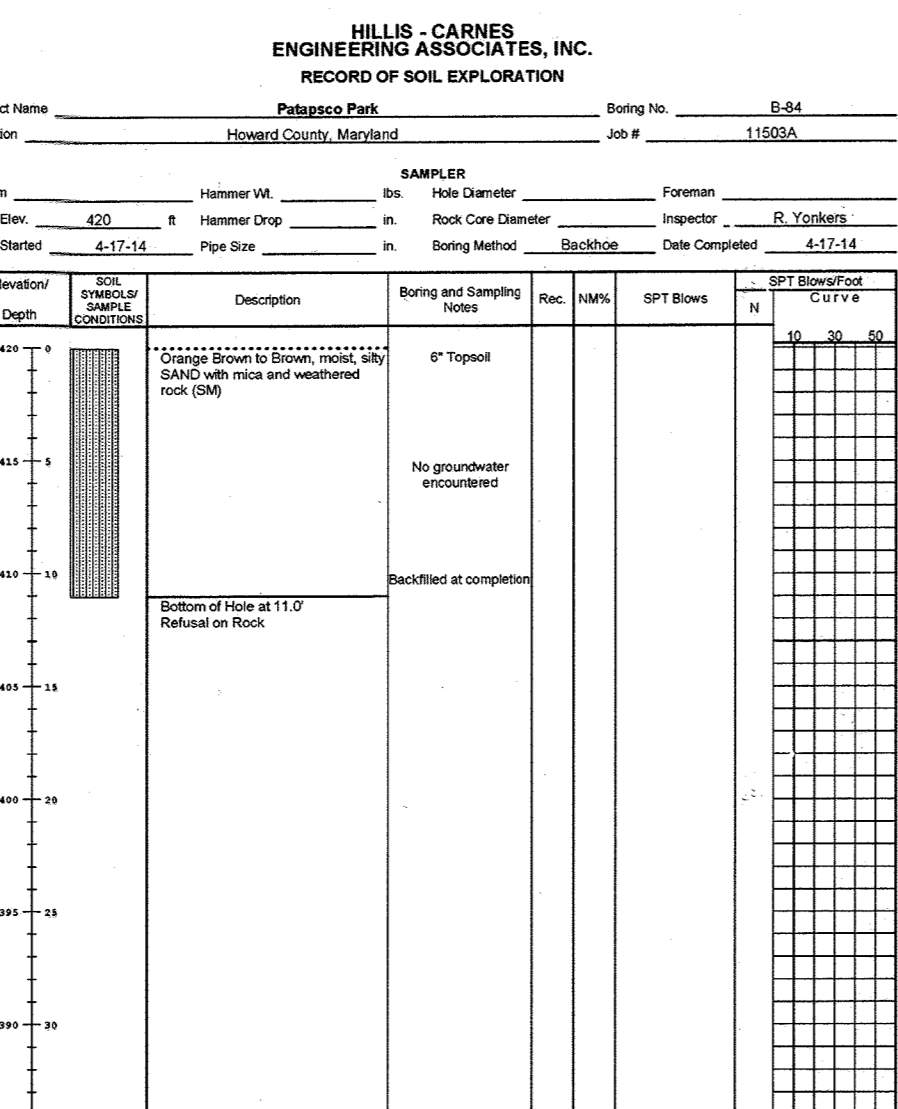 HILLIS - CARNES
ENGINEERING ASSOCIATES, INC.
RECORD OF SOIL EXPLORATION
ct Name Patapsco Park Boring No. B-84
ion Howard County, Maryland Job # 11503A
SAMPLER
n Hammer Wt. lbs. Hole Diameter Foreman
Elev. 420 ft Hammer Drop in. Rock Core Diameter Inspector R. Yonkers
Started 4-17-14 Pipe Size in. Boring Method Backhoe Date Completed 4-17-14
levation/
Depth
SOIL
SYMBOLS/
SAMPLE
CONDITIONS
Description
Boring and Sampling
Notes
Rec.
NM%
SPT Blows
SPT Blows/Foot
N
Curve
10 30 50
420 0
Orange Brown to Brown, moist, silty
SAND with mica and weathered
rock (SM)
6" Topsoil
415 5
No groundwater
encountered
410 10
Backfilled at completion
Bottom of Hole at 11.0'
Refusal on Rock
405 15
400 20
395 25
390 30